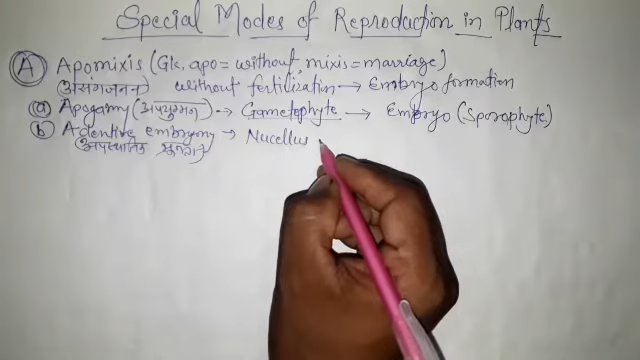 Special Modes of Reproduction in Plants
(A) Apomixis (Gk, apo = without, mixis = marriage)
(असंगजनन) without fertilization → Embryo formation
(a) Apogamy (अपयुग्मन) → Gametophyte → Embryo (Sporophyte)
(b) Adentive embryony → Nucellus
(अपस्थानिक भ्रूणता)